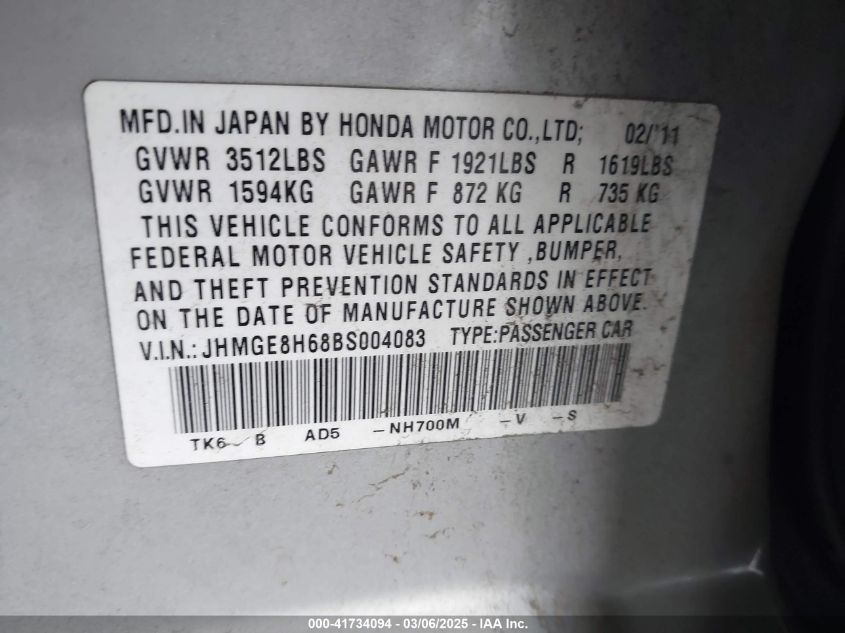 MFD.IN JAPAN BY HONDA MOTOR CO.,LTD; 02/'11
GVWR 3512LBS GAWR F 1921LBS R 1619LBS
GVWR 1594KG GAWR F 872 KG R 735 KG
THIS VEHICLE CONFORMS TO ALL APPLICABLE
FEDERAL MOTOR VEHICLE SAFETY ,BUMPER,
AND THEFT PREVENTION STANDARDS IN EFFECT
ON THE DATE OF MANUFACTURE SHOWN ABOVE.
V.I.N.: JHMGE8H68BS004083 TYPE:PASSENGER CAR
TK6 B AD5 -NH700M -V -S
000-41734094 - 03/06/2025 - IAA Inc.